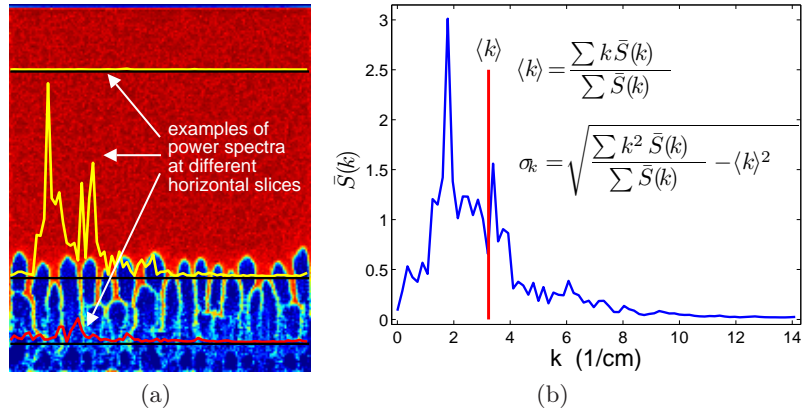 examples of
power spectra
at different
horizontal slices
(a)
S̄(k)
3
2.5
2
1.5
1
0.5
0
⟨k⟩
⟨k⟩ = ∑ k S̄(k) / ∑ S̄(k)
σk = √(∑ k² S̄(k) / ∑ S̄(k) − ⟨k⟩²)
0 2 4 6 8 10 12 14
k (1/cm)
(b)